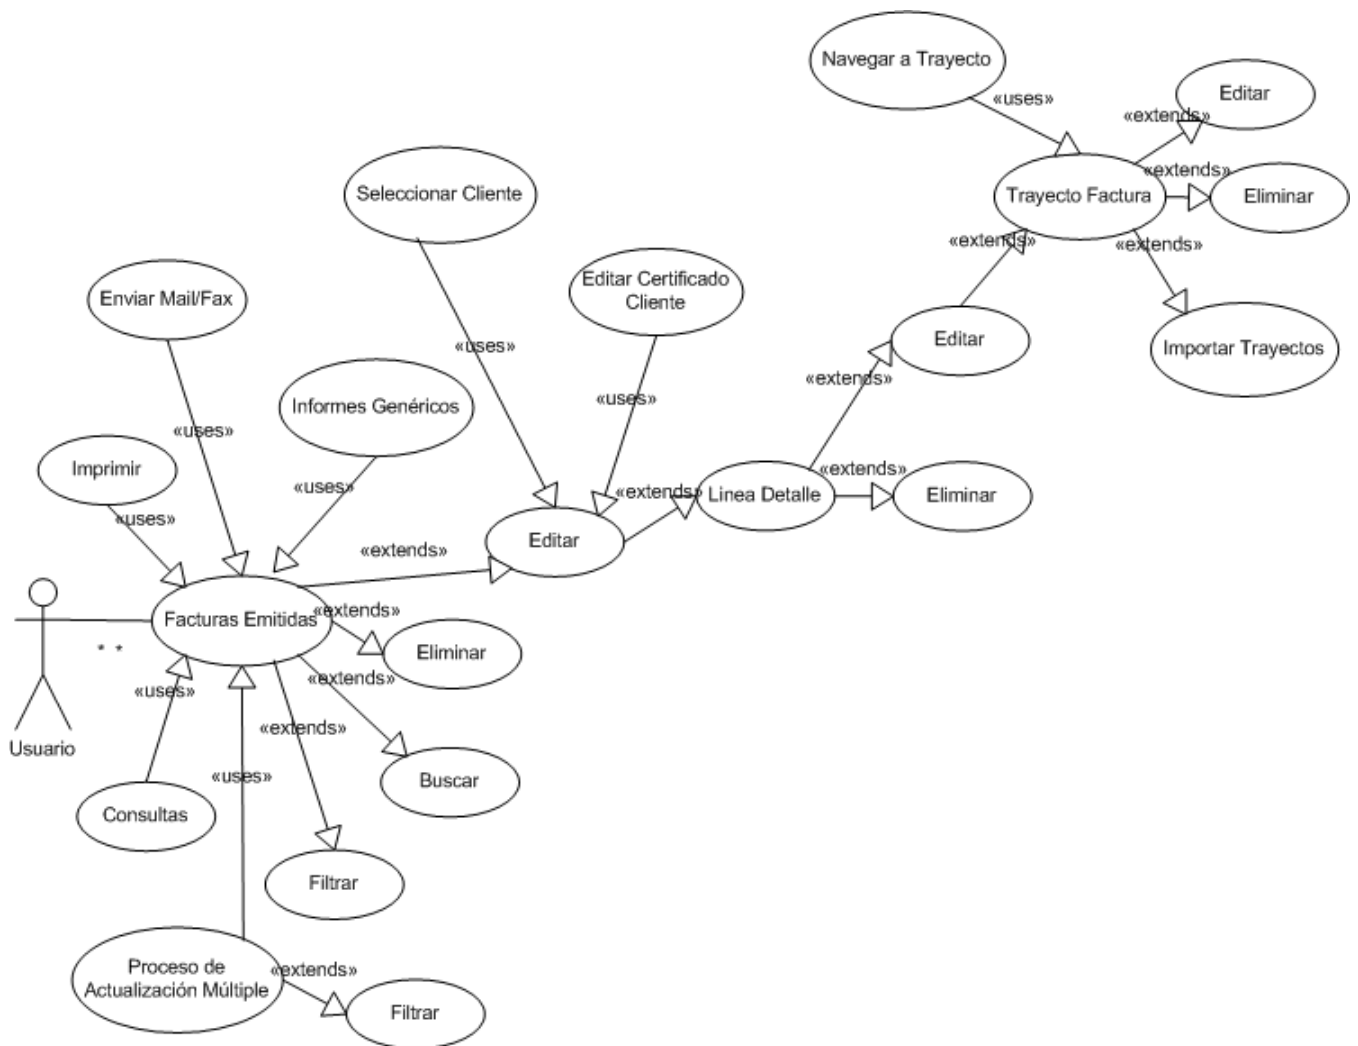 Navegar a Trayecto
«uses»
Editar
«extends»
«extends»
Seleccionar Cliente
Trayecto Factura
Eliminar
«extends»
«extends»
Enviar Mail/Fax
Editar Certificado
Cliente
Editar
Importar Trayectos
«uses»
«extends»
Informes Genéricos
«uses»
«uses»
Imprimir
«extends»
«uses»
«extends»
Linea Detalle
Eliminar
«uses»
Editar
«extends»
Facturas Emitidas
«extends»
* *
Eliminar
«uses»
«extends»
Usuario
«extends»
«uses»
Buscar
Consultas
Filtrar
Proceso de
Actualización Múltiple
«extends»
Filtrar